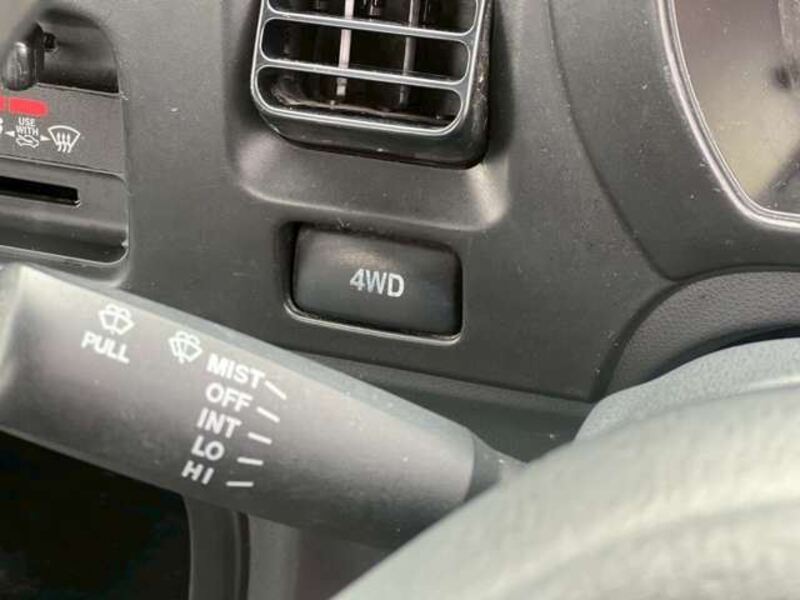 USE
WITH
4WD
PULL
MIST
OFF
INT
LO
HI